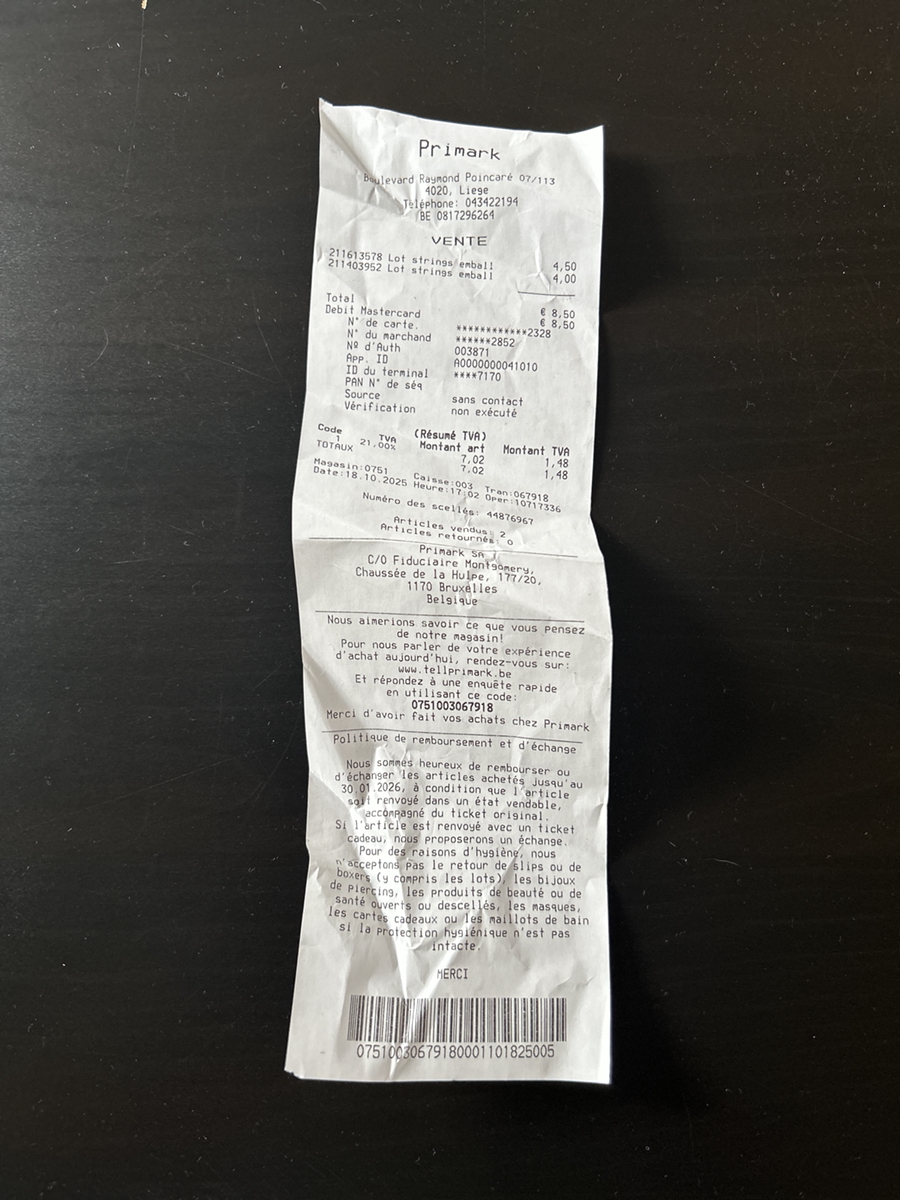 Primark
Boulevard Raymond Poincaré 07/113
4020, Liege
Téléphone: 043422194
BE 0817296264
VENTE
211613578 Lot strings emball 4,50
211403952 Lot strings emball 4,00
Total € 8,50
Debit Mastercard € 8,50
N° de carte. ************2328
N° du marchand ******2852
Nº d'Auth 003871
App. ID A0000000041010
ID du terminal ****7170
PAN N° de séq
Source sans contact
Vérification non exécuté
(Résumé TVA)
Code TVA Montant art Montant TVA
1 21,00% 7,02 1,48
TOTAUX 7,02 1,48
Magasin:0751 Caisse:003 Tran:067918
Date:18.10.2025 Heure:17:02 Oper:10717336
Numéro des scellés: 44876967
Articles vendus: 2
Articles retournés: 0
Primark SA
C/O Fiduciaire Montgomery,
Chaussée de la Hulpe, 177/20,
1170 Bruxelles
Belgique
Nous aimerions savoir ce que vous pensez
de notre magasin!
Pour nous parler de votre expérience
d'achat aujourd'hui, rendez-vous sur:
www.tellprimark.be
Et répondez à une enquête rapide
en utilisant ce code:
0751003067918
Merci d'avoir fait vos achats chez Primark
Politique de remboursement et d'échange
Nous sommes heureux de rembourser ou
d'échanger les articles achetés jusqu'au
30.01.2026, à condition que l'article
soit renvoyé dans un état vendable,
accompagné du ticket original.
Si l'article est renvoyé avec un ticket
cadeau, nous proposerons un échange.
Pour des raisons d'hygiène, nous
n'acceptons pas le retour de slips ou de
boxers (y compris les lots), les bijoux
de piercing, les produits de beauté ou de
santé ouverts ou descellés, les masques,
les cartes cadeaux ou les maillots de bain
si la protection hygiénique n'est pas
intacte.
MERCI
07510030679180001101825005